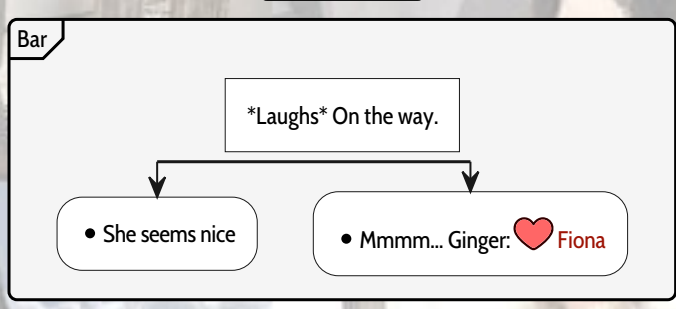 Bar
*Laughs* On the way.
• She seems nice
• Mmmm... Ginger: Fiona